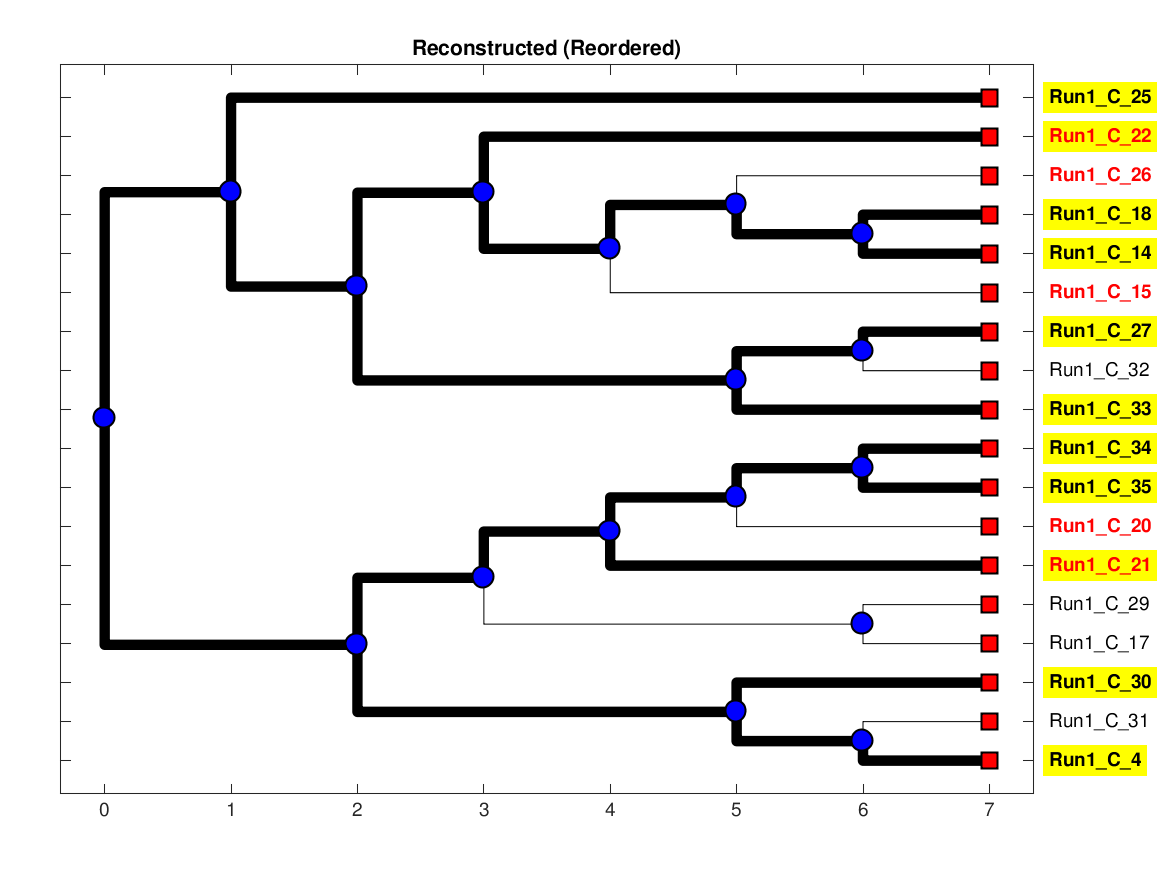 Reconstructed (Reordered)
Run1_C_25
Run1_C_22
Run1_C_26
Run1_C_18
Run1_C_14
Run1_C_15
Run1_C_27
Run1_C_32
Run1_C_33
Run1_C_34
Run1_C_35
Run1_C_20
Run1_C_21
Run1_C_29
Run1_C_17
Run1_C_30
Run1_C_31
Run1_C_4
0 1 2 3 4 5 6 7